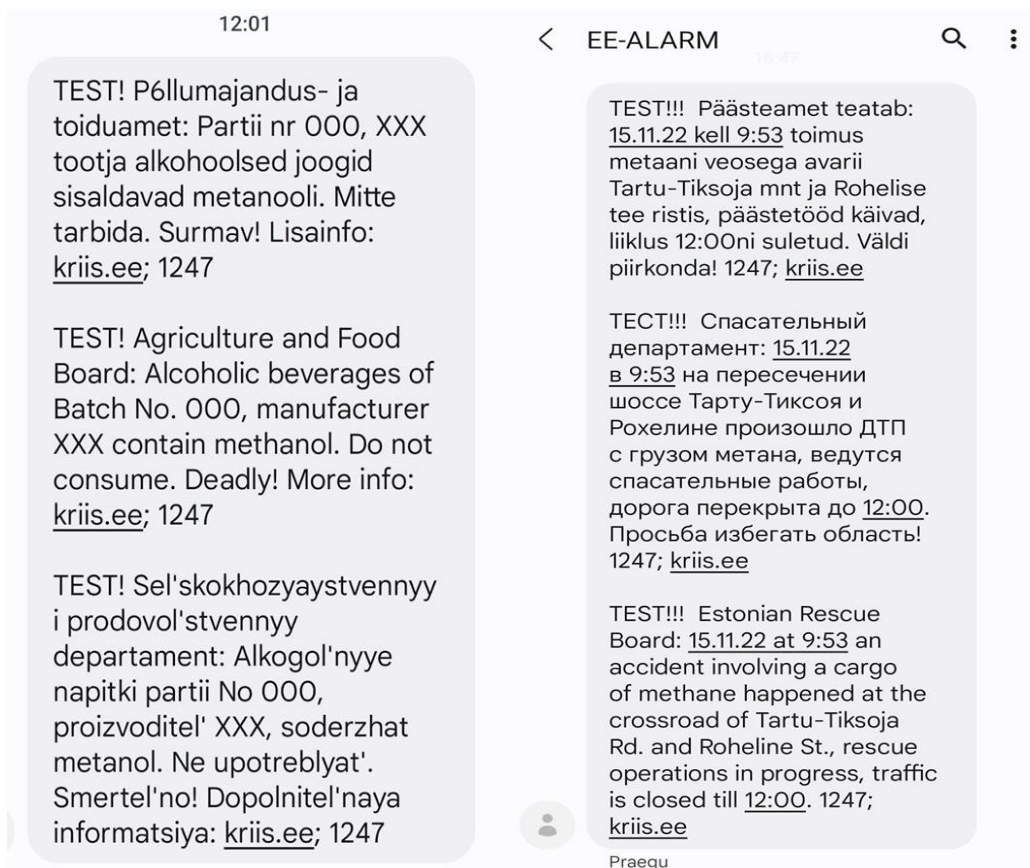 12:01
TEST! P6llumajandus- ja
toiduamet: Partii nr 000, XXX
tootja alkohoolsed joogid
sisaldavad metanooli. Mitte
tarbida. Surmav! Lisainfo:
kriis.ee; 1247
TEST! Agriculture and Food
Board: Alcoholic beverages of
Batch No. 000, manufacturer
XXX contain methanol. Do not
consume. Deadly! More info:
kriis.ee; 1247
TEST! Sel'skokhozyaystvennyy
i prodovol'stvennyy
departament: Alkogol'nyye
napitki partii No 000,
proizvoditel' XXX, soderzhat
metanol. Ne upotreblyat'.
Smertel'no! Dopolnitel'naya
informatsiya: kriis.ee; 1247
EE-ALARM
16:47
TEST!!! Päästeamet teatab:
15.11.22 kell 9:53 toimus
metaani veosega avarii
Tartu-Tiksoja mnt ja Rohelise
tee ristis, päästetööd käivad,
liiklus 12:00ni suletud. Väldi
piirkonda! 1247; kriis.ee
ТЕСТ!!! Спасательный
департамент: 15.11.22
в 9:53 на пересечении
шоссе Тарту-Тиксоя и
Рохелине произошло ДТП
с грузом метана, ведутся
спасательные работы,
дорога перекрыта до 12:00.
Просьба избегать область!
1247; kriis.ee
TEST!!! Estonian Rescue
Board: 15.11.22 at 9:53 an
accident involving a cargo
of methane happened at the
crossroad of Tartu-Tiksoja
Rd. and Roheline St., rescue
operations in progress, traffic
is closed till 12:00. 1247;
kriis.ee
Praegu